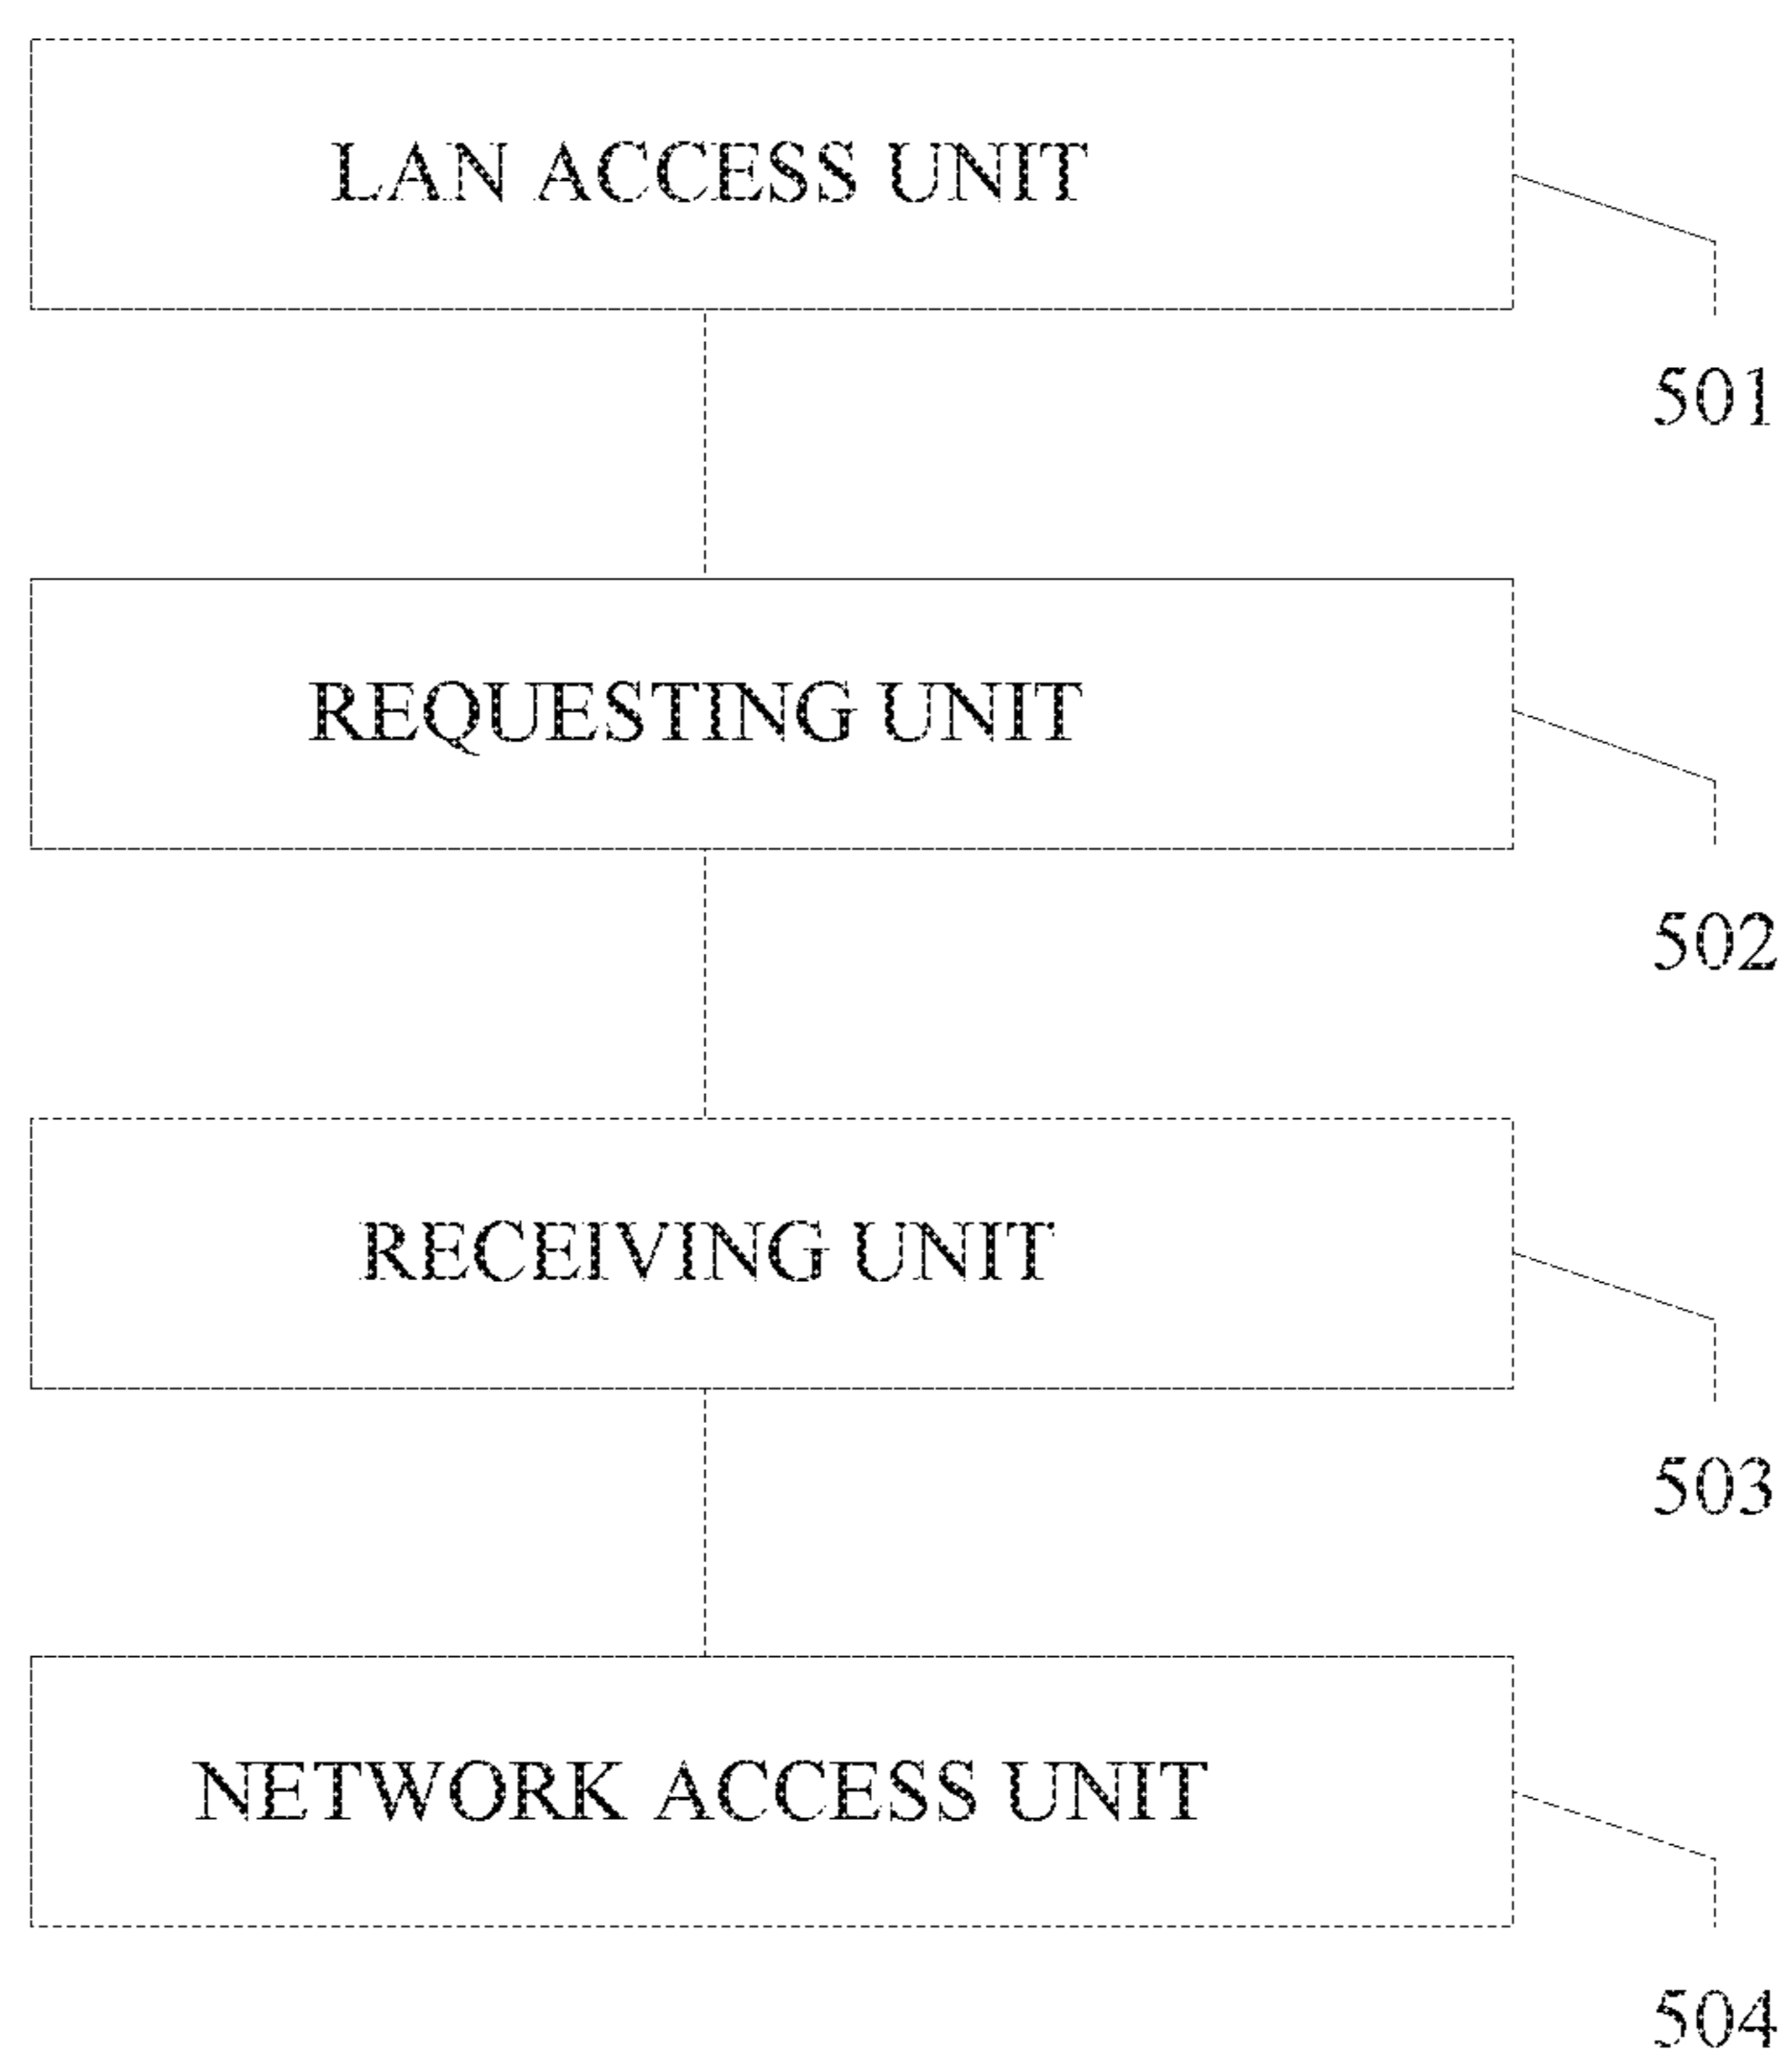 LAN ACCESS UNIT
501
REQUESTING UNIT
502
RECEIVING UNIT
503
NETWORK ACCESS UNIT
504